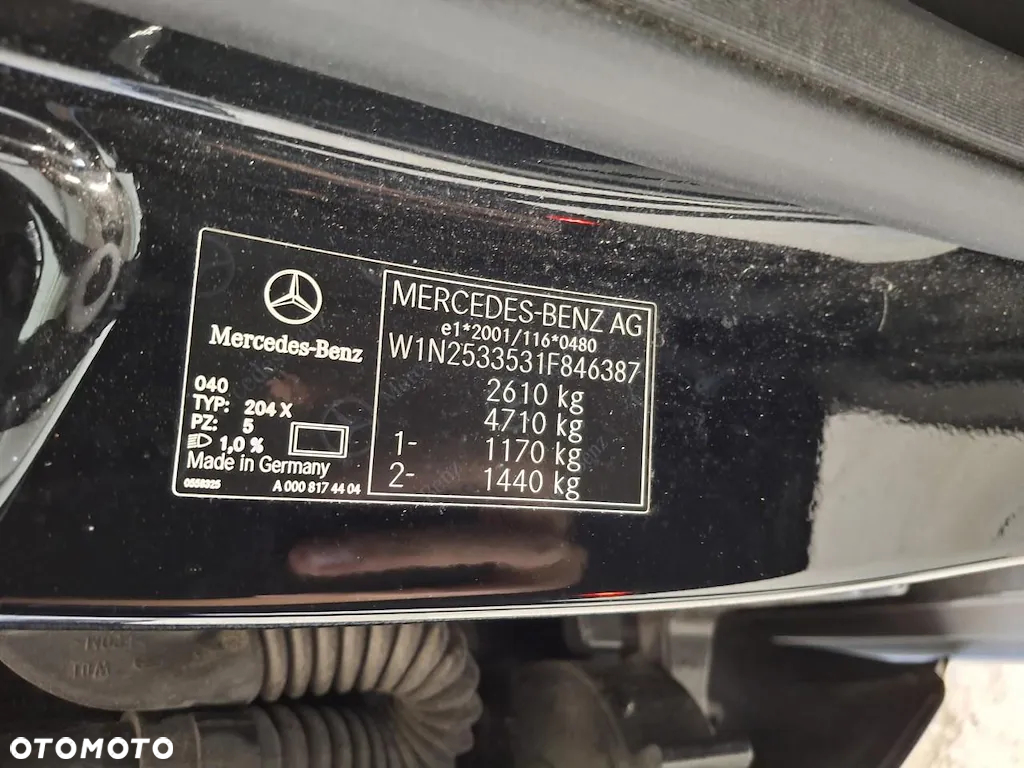 Mercedes-Benz
040
TYP: 204 X
PZ: 5
1,0 %
Made in Germany
0558325 A 000 817 44 04
MERCEDES-BENZ AG
e1*2001/116*0480
W1N2533531F846387
2610 kg
4710 kg
1- 1170 kg
2- 1440 kg
OTOMOTO